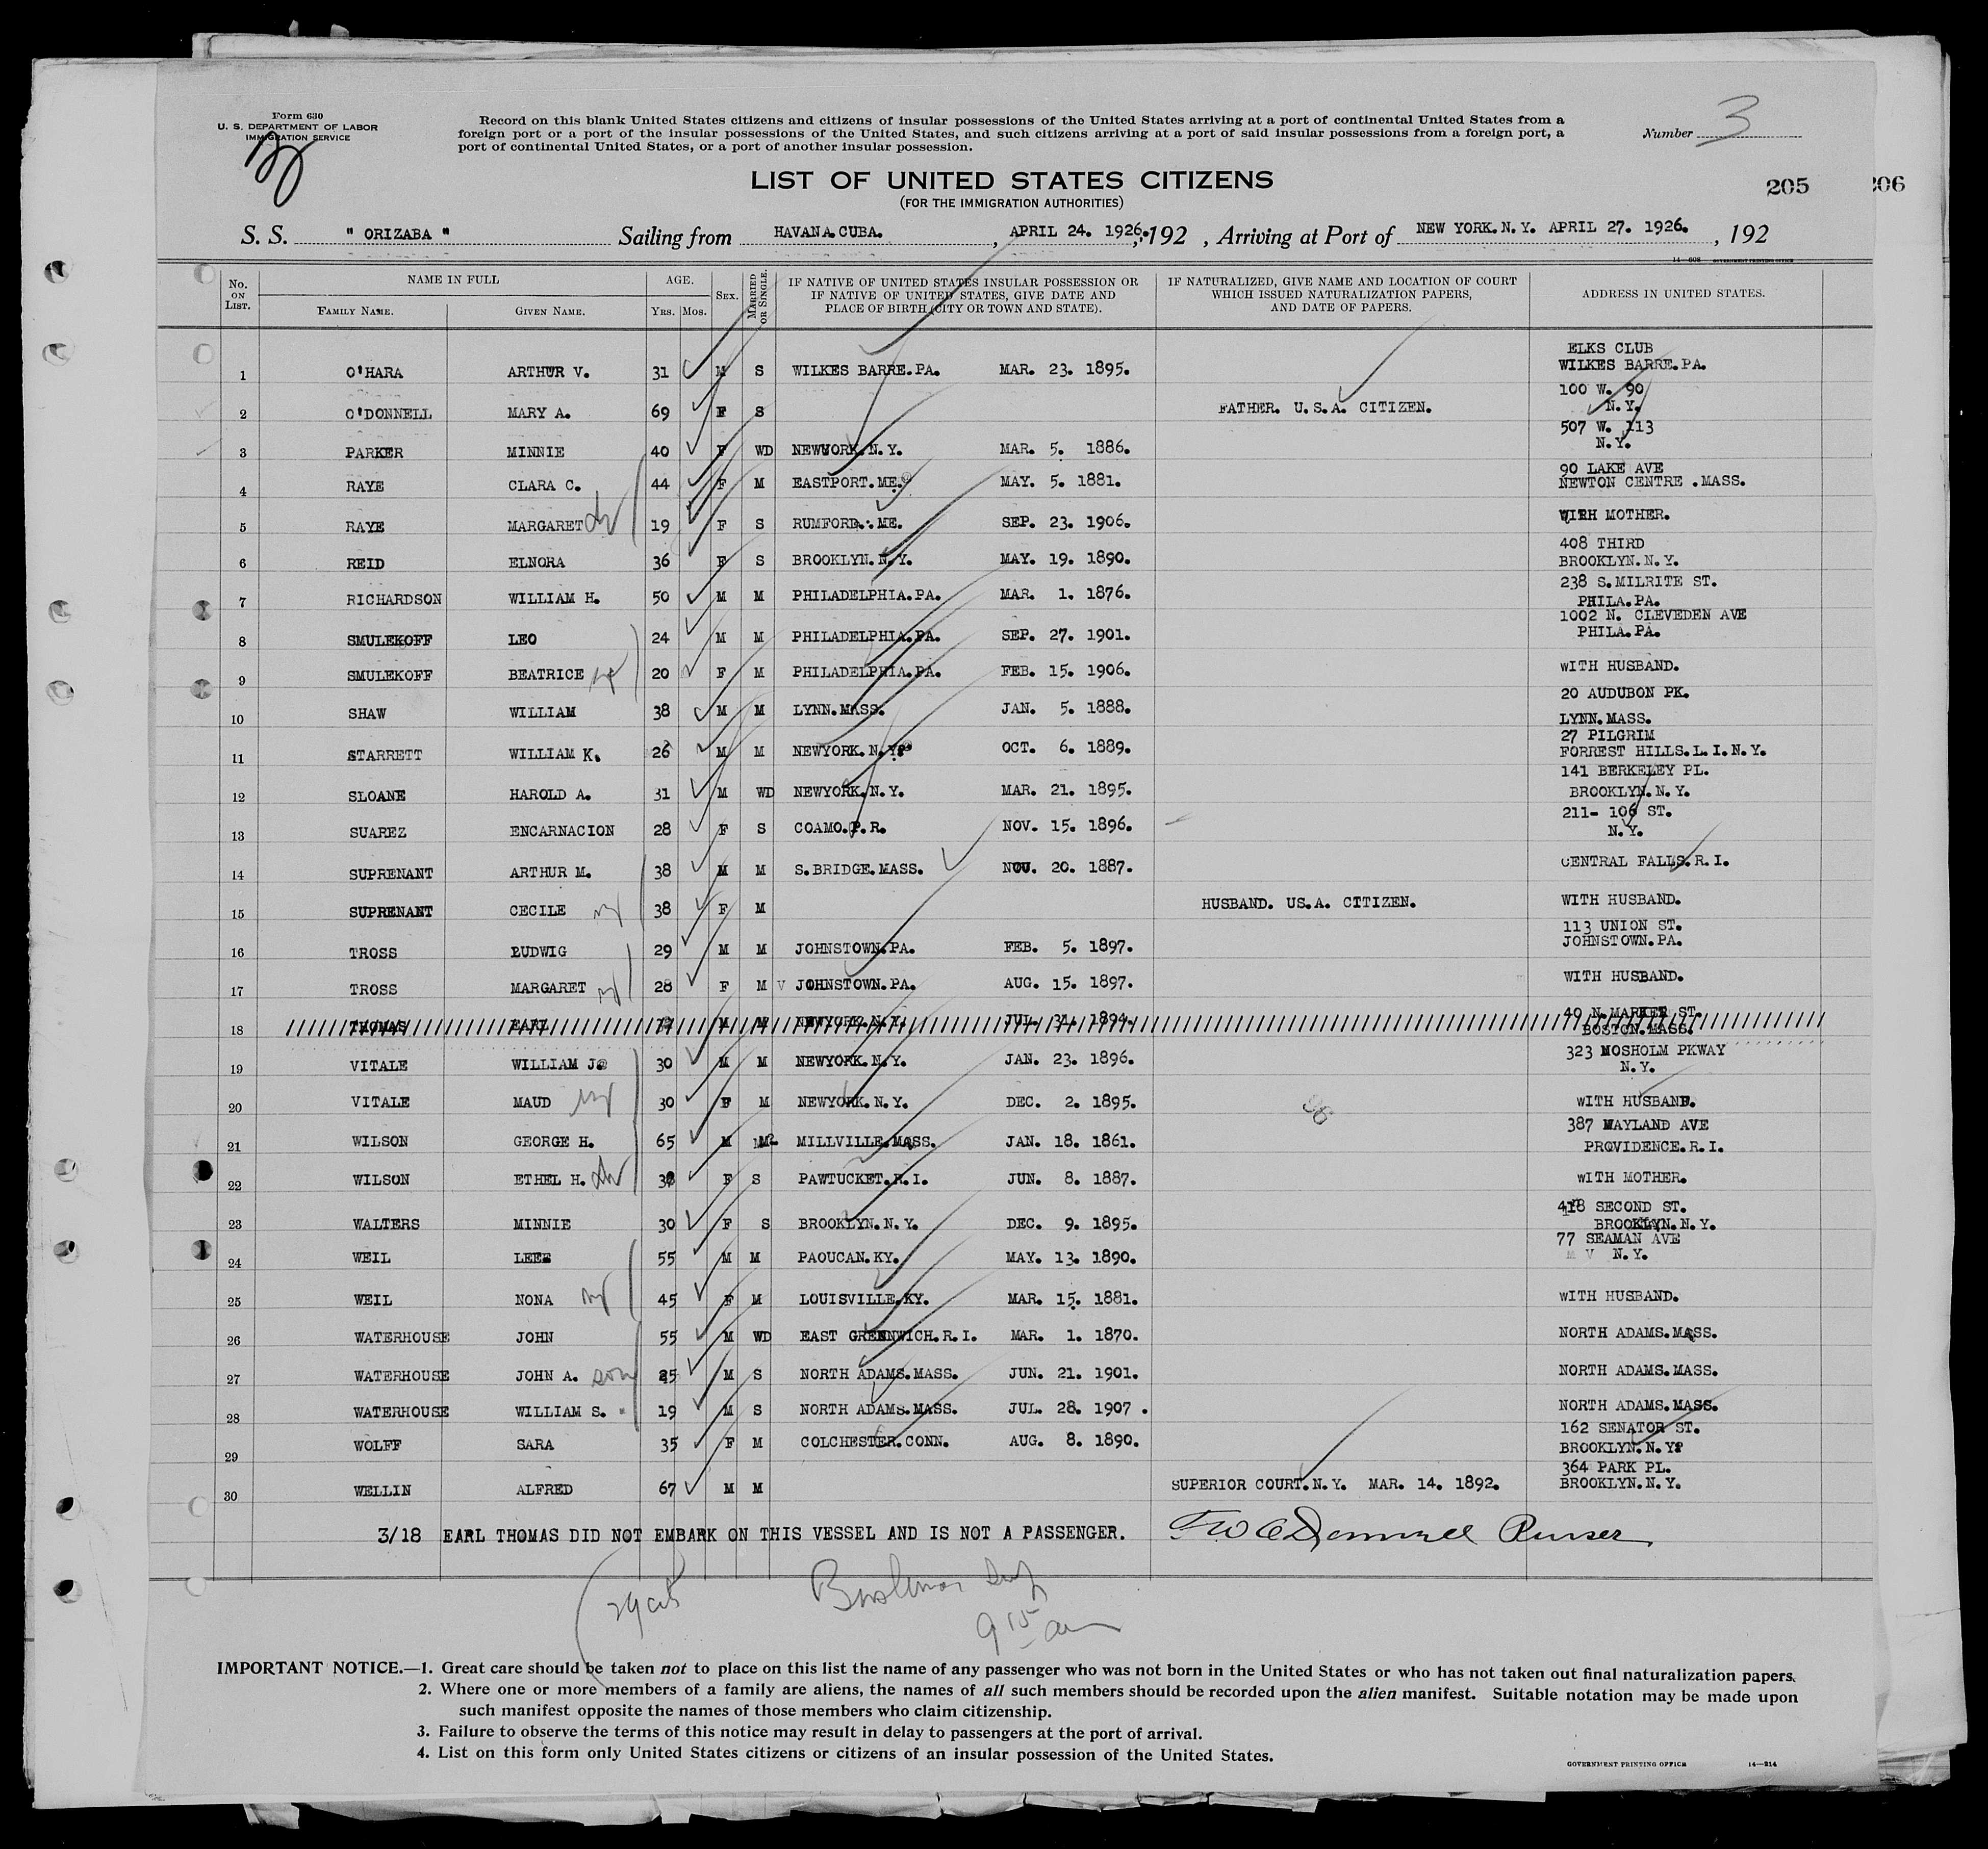 Form 630
U. S. DEPARTMENT OF LABOR
IMMIGRATION SERVICE
Record on this blank United States citizens and citizens of insular possessions of the United States arriving at a port of continental United States from a
foreign port or a port of the insular possessions of the United States, and such citizens arriving at a port of said insular possessions from a foreign port, a
port of continental United States, or a port of another insular possession.
Number 3
LIST OF UNITED STATES CITIZENS
(FOR THE IMMIGRATION AUTHORITIES)
205
206
S. S. " ORIZABA " Sailing from HAVANA.CUBA. , APRIL 24. 1926. , 192 , Arriving at Port of NEW YORK.N.Y. APRIL 27. 1926. , 192
14—608 GOVERNMENT PRINTING OFFICE
No. ON LIST. NAME IN FULL FAMILY NAME. GIVEN NAME. AGE. YRS. MOS. SEX. MARRIED OR SINGLE. IF NATIVE OF UNITED STATES INSULAR POSSESSION OR IF NATIVE OF UNITED STATES, GIVE DATE AND PLACE OF BIRTH (CITY OR TOWN AND STATE). IF NATURALIZED, GIVE NAME AND LOCATION OF COURT WHICH ISSUED NATURALIZATION PAPERS, AND DATE OF PAPERS. ADDRESS IN UNITED STATES.
ELKS CLUB
1 O'HARA ARTHUR V. 31 M S WILKES BARRE.PA. MAR. 23. 1895. WILKES BARRE.PA.
100 W. 90
2 O'DONNELL MARY A. 69 F S FATHER. U.S.A. CITIZEN. N.Y.
507 W. 113
3 PARKER MINNIE 40 F WD NEWYORK.N.Y. MAR. 5. 1886. N.Y.
90 LAKE AVE
4 RAYE CLARA C. 44 F M EASTPORT.ME. MAY. 5. 1881. NEWTON CENTRE .MASS.
5 RAYE MARGARET 19 F S RUMFORD. ME. SEP. 23. 1906. WITH MOTHER.
408 THIRD
6 REID ELNORA 36 F S BROOKLYN.N.Y. MAY. 19. 1890. BROOKLYN.N.Y.
238 S.MILRITE ST.
7 RICHARDSON WILLIAM H. 50 M M PHILADELPHIA.PA. MAR. 1. 1876. PHILA.PA.
1002 N. CLEVEDEN AVE
8 SMULEKOFF LEO 24 M M PHILADELPHIA.PA. SEP. 27. 1901. PHILA.PA.
9 SMULEKOFF BEATRICE 20 F M PHILADELPHIA.PA. FEB. 15. 1906. WITH HUSBAND.
20 AUDUBON PK.
10 SHAW WILLIAM 38 M M LYNN.MASS. JAN. 5. 1888. LYNN.MASS.
27 PILGRIM
11 STARRETT WILLIAM K. 26 M M NEWYORK.N.Y. OCT. 6. 1889. FORREST HILLS.L.I.N.Y.
141 BERKELEY PL.
12 SLOANE HAROLD A. 31 M WD NEWYORK.N.Y. MAR. 21. 1895. BROOKLYN.N.Y.
211- 106 ST.
13 SUAREZ ENCARNACION 28 F S COAMO.P.R. NOV. 15. 1896. N.Y.
14 SUPRENANT ARTHUR M. 38 M M S.BRIDGE.MASS. NOV. 20. 1887. CENTRAL FALLS.R.I.
15 SUPRENANT CECILE 38 F M HUSBAND. US.A. CITIZEN. WITH HUSBAND.
113 UNION ST.
16 TROSS LUDWIG 29 M M JOHNSTOWN.PA. FEB. 5. 1897. JOHNSTOWN.PA.
17 TROSS MARGARET 28 F M V JOHNSTOWN.PA. AUG. 15. 1897. WITH HUSBAND.
40 N.MARKET ST.
18 THOMAS EARL M M NEWYORK.N.Y. JUL. 31. 1894. BOSTON.MASS.
323 MOSHOLM PKWAY
19 VITALE WILLIAM J. 30 M M NEWYORK.N.Y. JAN. 23. 1896. N.Y.
20 VITALE MAUD 30 F M NEWYORK.N.Y. DEC. 2. 1895. WITH HUSBAND.
387 WAYLAND AVE
21 WILSON GEORGE H. 65 M M MILLVILLE.MASS. JAN. 18. 1861. PROVIDENCE.R.I.
22 WILSON ETHEL H. 38 F S PAWTUCKET.R.I. JUN. 8. 1887. WITH MOTHER.
418 SECOND ST.
23 WALTERS MINNIE 30 F S BROOKLYN.N.Y. DEC. 9. 1895. BROOKLYN.N.Y.
77 SEAMAN AVE
24 WEIL LEE 55 M M PAOUCAN.KY. MAY. 13. 1890. N.Y.
25 WEIL NONA 45 F M LOUISVILLE.KY. MAR. 15. 1881. WITH HUSBAND.
26 WATERHOUSE JOHN 55 M WD EAST GREENWICH.R.I. MAR. 1. 1870. NORTH ADAMS.MASS.
27 WATERHOUSE JOHN A. son 25 M S NORTH ADAMS.MASS. JUN. 21. 1901. NORTH ADAMS.MASS.
28 WATERHOUSE WILLIAM S. " 19 M S NORTH ADAMS.MASS. JUL. 28. 1907 . NORTH ADAMS.MASS.
162 SENATOR ST.
29 WOLFF SARA 35 F M COLCHESTER.CONN. AUG. 8. 1890. BROOKLYN.N.Y.
364 PARK PL.
30 WELLIN ALFRED 67 M M SUPERIOR COURT.N.Y. MAR. 14. 1892. BROOKLYN.N.Y.
3/18 EARL THOMAS DID NOT EMBARK ON THIS VESSEL AND IS NOT A PASSENGER. Purser
9 15 am
IMPORTANT NOTICE.—1. Great care should be taken not to place on this list the name of any passenger who was not born in the United States or who has not taken out final naturalization papers.
2. Where one or more members of a family are aliens, the names of all such members should be recorded upon the alien manifest. Suitable notation may be made upon
such manifest opposite the names of those members who claim citizenship.
3. Failure to observe the terms of this notice may result in delay to passengers at the port of arrival.
4. List on this form only United States citizens or citizens of an insular possession of the United States.
GOVERNMENT PRINTING OFFICE 14—214